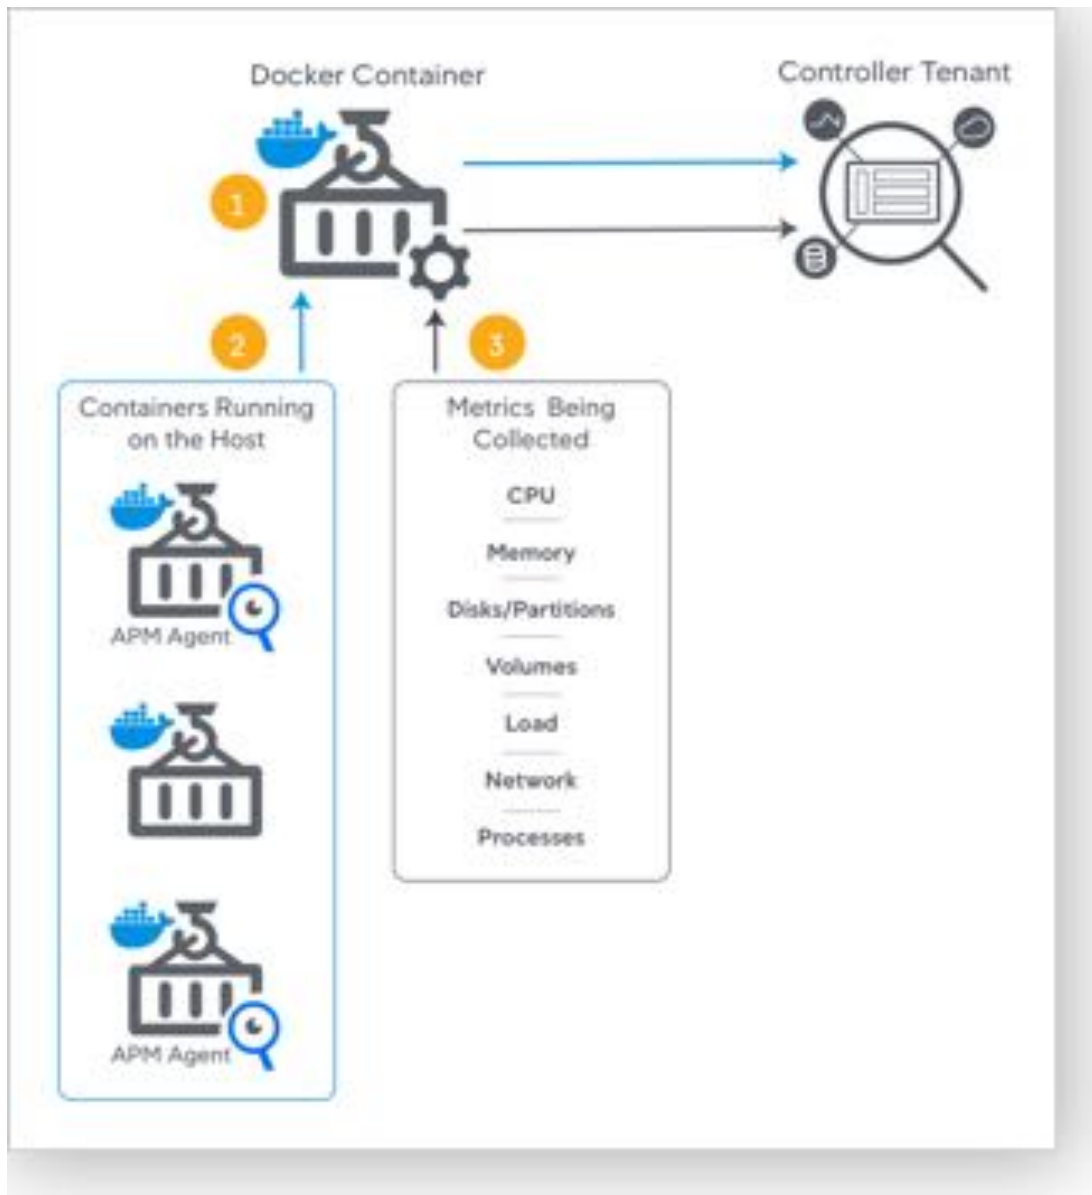 Docker Container
Controller Tenant
1
2
3
Containers Running
on the Host
APM Agent
APM Agent
Metrics Being
Collected
CPU
Memory
Disks/Partitions
Volumes
Load
Network
Processes